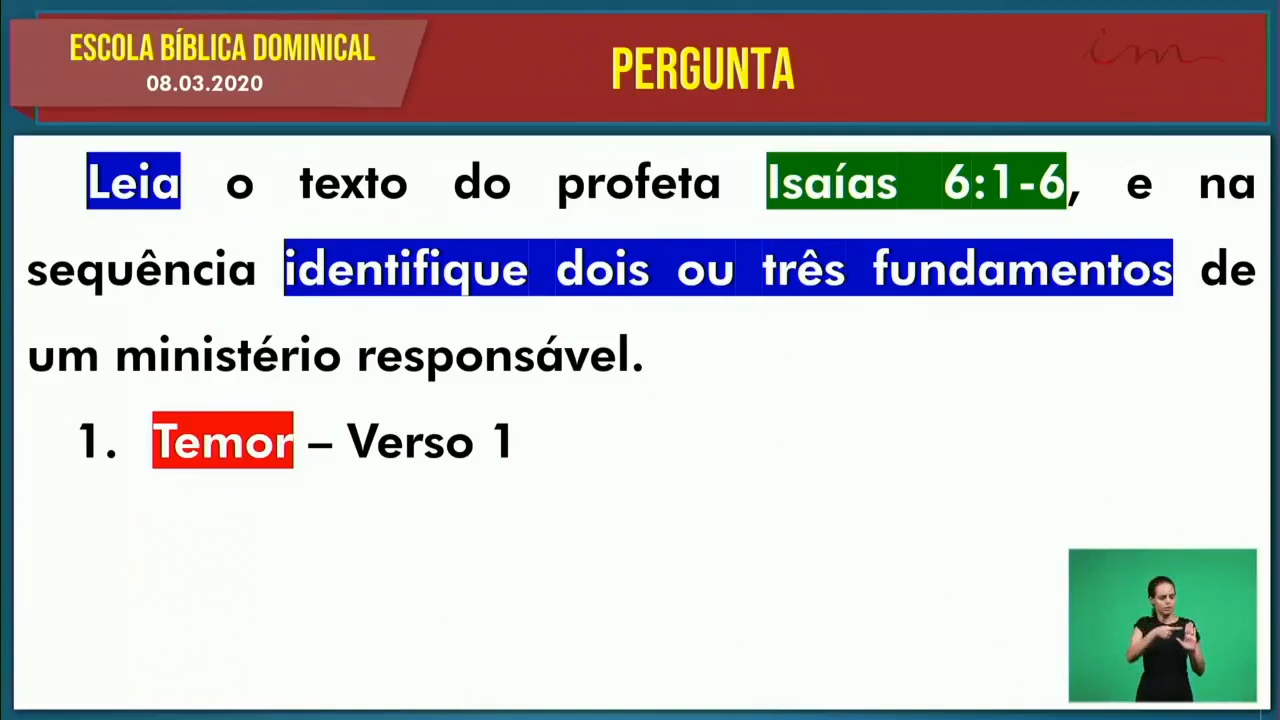 ESCOLA BÍBLICA DOMINICAL
08.03.2020
PERGUNTA
im
Leia o texto do profeta Isaías 6:1-6, e na
sequência identifique dois ou três fundamentos de
um ministério responsável.
1. Temor – Verso 1